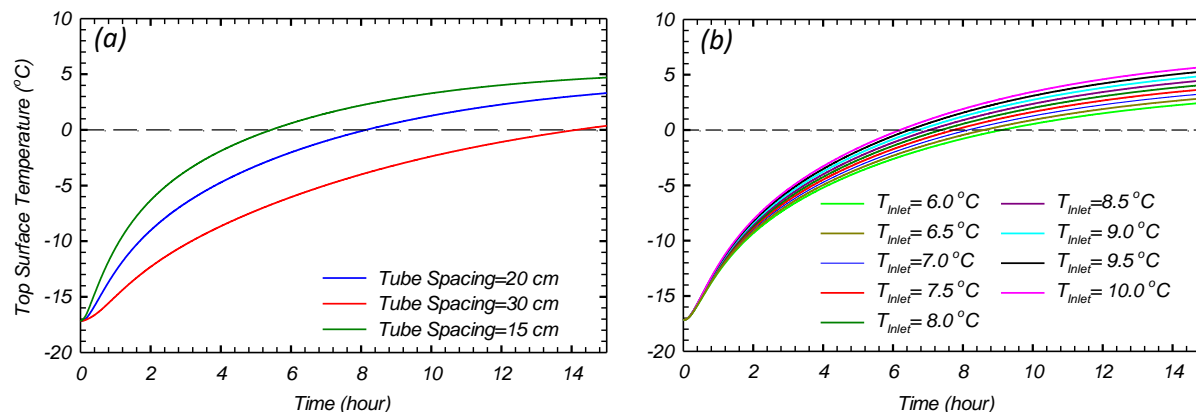 (a)
10
5
0
-5
-10
-15
-20
Top Surface Temperature (°C)
Tube Spacing=20 cm
Tube Spacing=30 cm
Tube Spacing=15 cm
0 2 4 6 8 10 12 14
Time (hour)
(b)
10
5
0
-5
-10
-15
-20
T_Inlet= 6.0 °C
T_Inlet= 6.5 °C
T_Inlet=7.0 °C
T_Inlet= 7.5 °C
T_Inlet= 8.0 °C
T_Inlet=8.5 °C
T_Inlet= 9.0 °C
T_Inlet= 9.5 °C
T_Inlet= 10.0 °C
0 2 4 6 8 10 12 14
Time (hour)